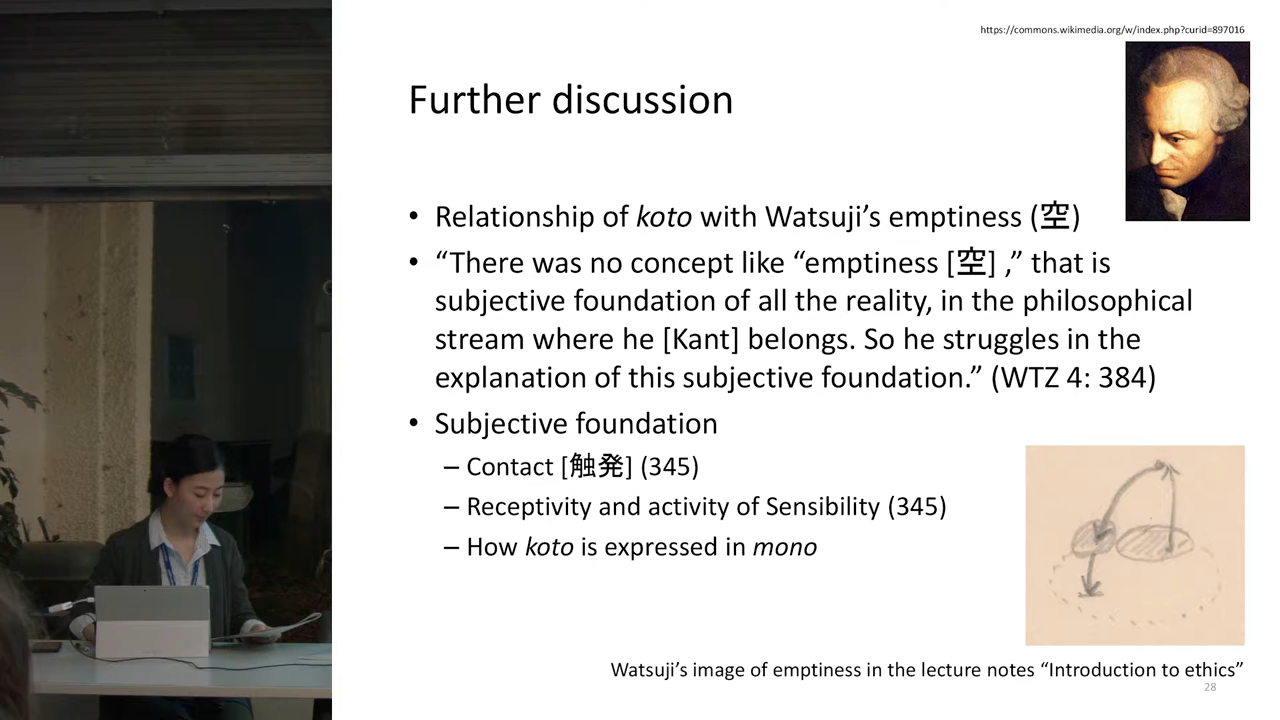 https://commons.wikimedia.org/w/index.php?curid=897016
Further discussion
• Relationship of koto with Watsuji’s emptiness (空)
• “There was no concept like “emptiness [空] ,” that is
subjective foundation of all the reality, in the philosophical
stream where he [Kant] belongs. So he struggles in the
explanation of this subjective foundation.” (WTZ 4: 384)
• Subjective foundation
– Contact [触発] (345)
– Receptivity and activity of Sensibility (345)
– How koto is expressed in mono
Watsuji’s image of emptiness in the lecture notes “Introduction to ethics”
28